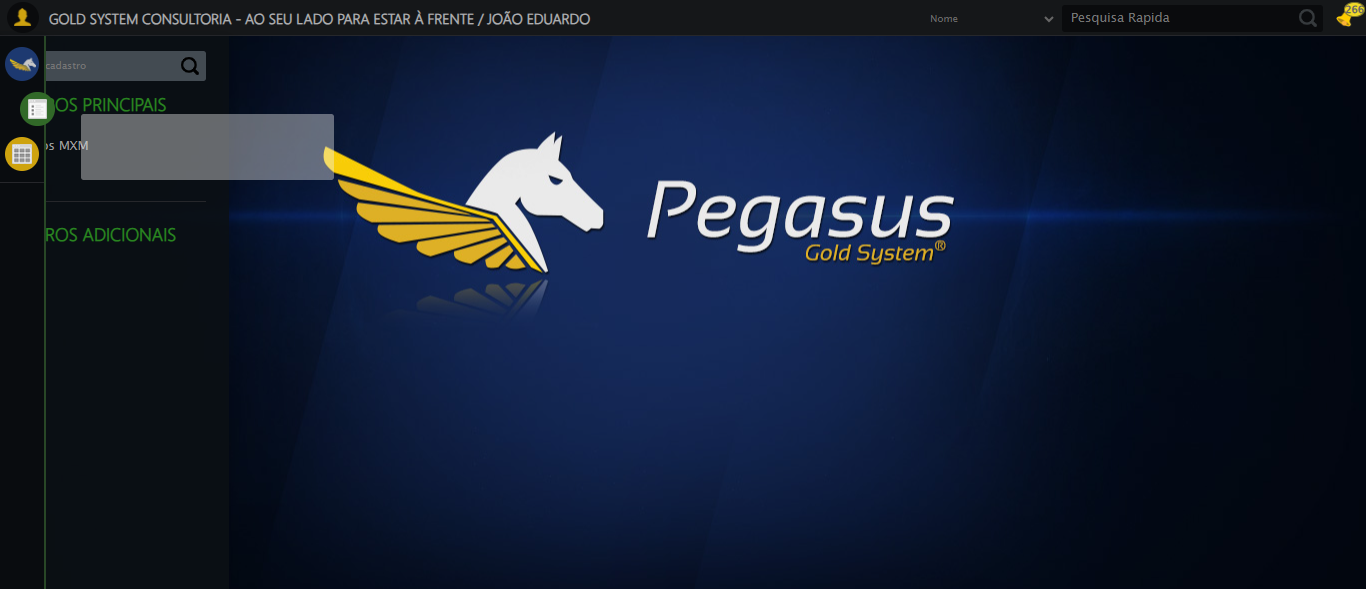 GOLD SYSTEM CONSULTORIA - AO SEU LADO PARA ESTAR À FRENTE / JOÃO EDUARDO
Nome
Pesquisa Rapida
266
cadastro
OS PRINCIPAIS
os MXM
ROS ADICIONAIS
Pegasus
Gold System®